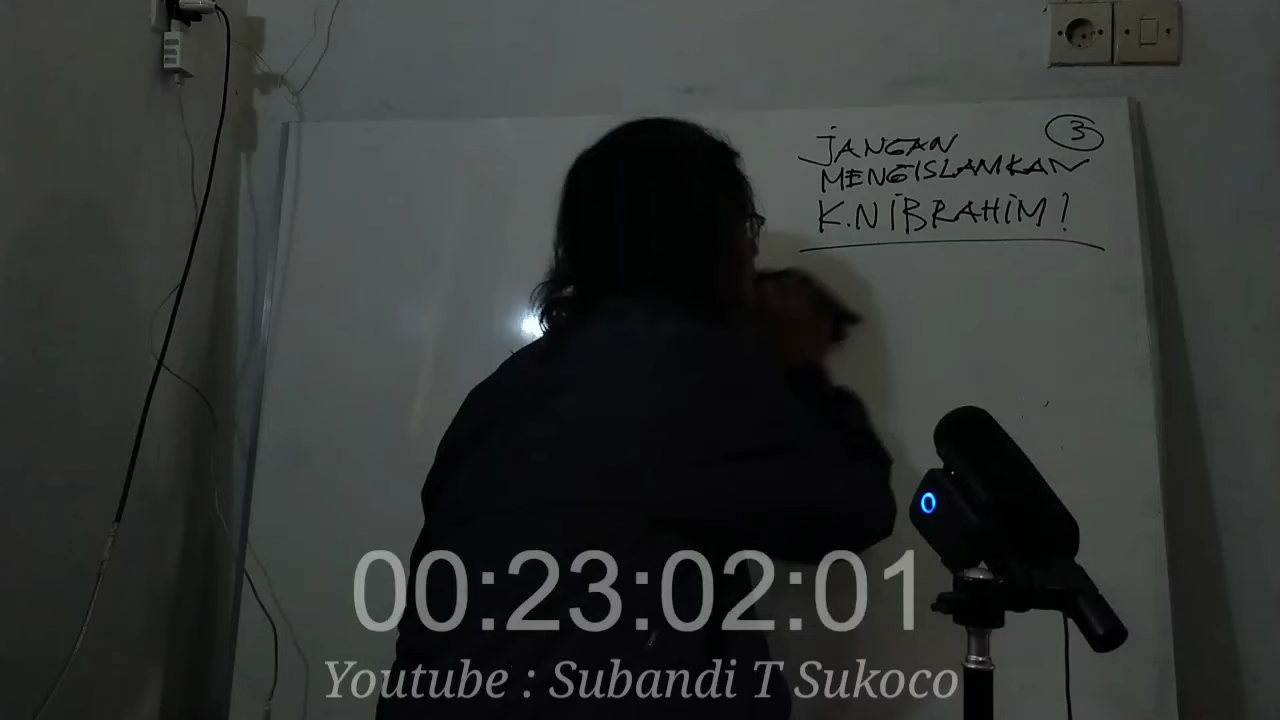 JANGAN
MENGISLAMKAN
K.N IBRAHIM!
3
00:23:02:01
Youtube : Subandi T Sukoco